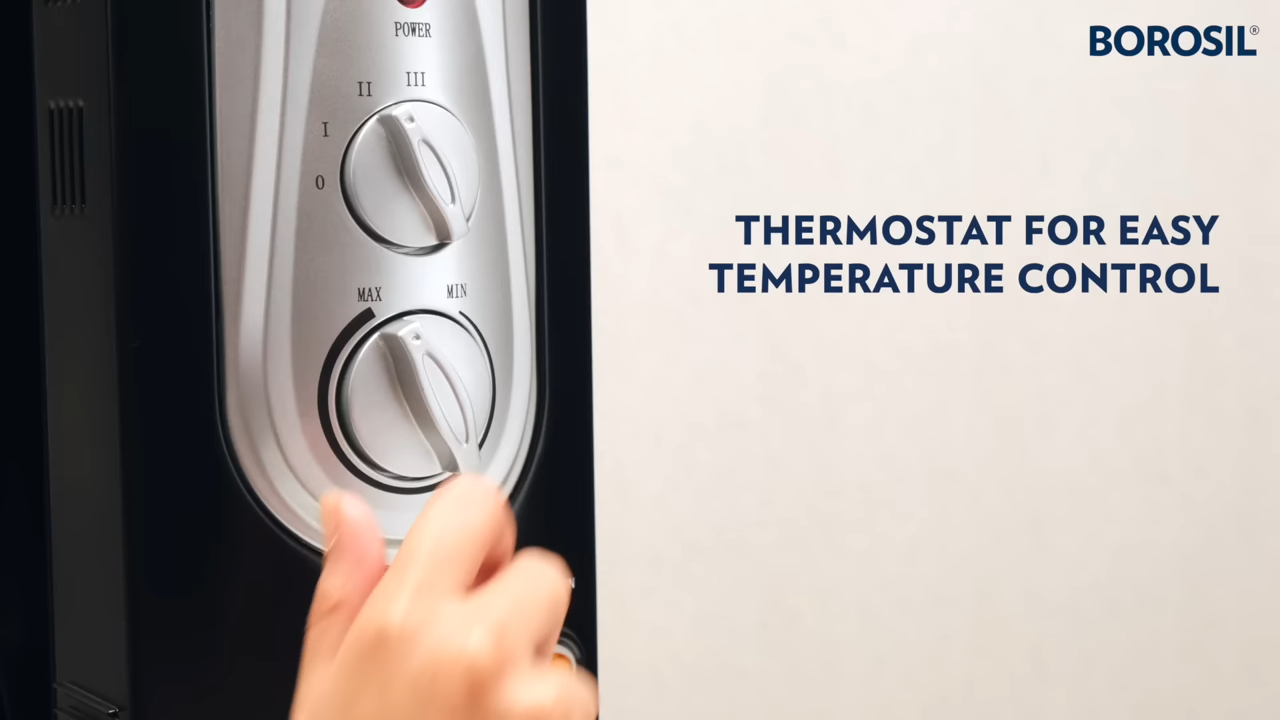 BOROSIL®
POWER
III
II
I
0
MAX MIN
THERMOSTAT FOR EASY
TEMPERATURE CONTROL